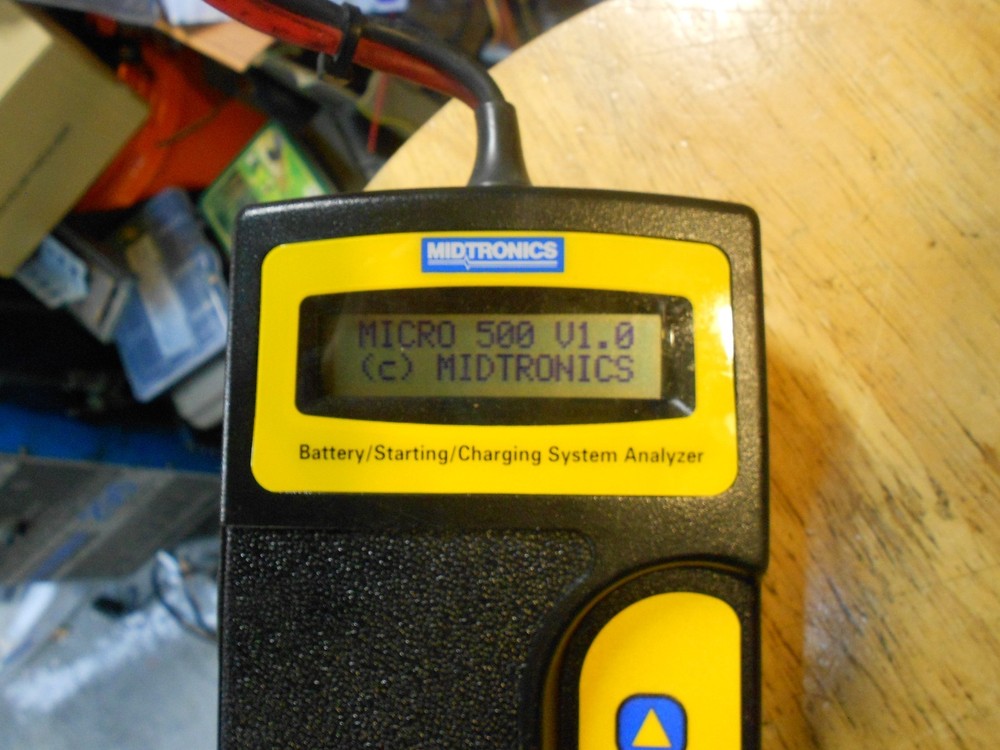 MIDTRONICS
MICRO 500 V1.0
(c) MIDTRONICS
Battery/Starting/Charging System Analyzer